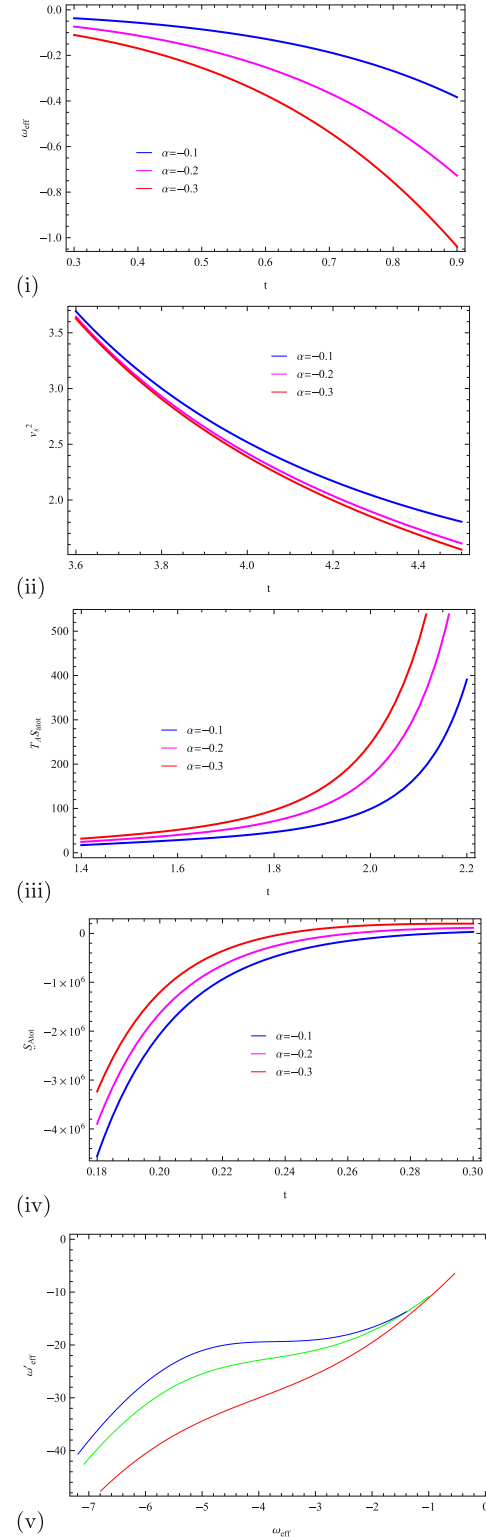 0.0
−0.2
−0.4
−0.6
−0.8
−1.0
ω_eff
α=−0.1
α=−0.2
α=−0.3
0.3 0.4 0.5 0.6 0.7 0.8 0.9
t
(i)
3.5
3.0
2.5
2.0
v_s^2
α=−0.1
α=−0.2
α=−0.3
3.6 3.8 4.0 4.2 4.4
t
(ii)
500
400
300
200
100
0
T_A S_atot
α=−0.1
α=−0.2
α=−0.3
1.4 1.6 1.8 2.0 2.2
t
(iii)
0
−1×10^6
−2×10^6
−3×10^6
−4×10^6
S_Atot
α=−0.1
α=−0.2
α=−0.3
0.18 0.20 0.22 0.24 0.26 0.28 0.30
t
(iv)
0
−10
−20
−30
−40
ω'_eff
−7 −6 −5 −4 −3 −2 −1 0
ω_eff
(v)